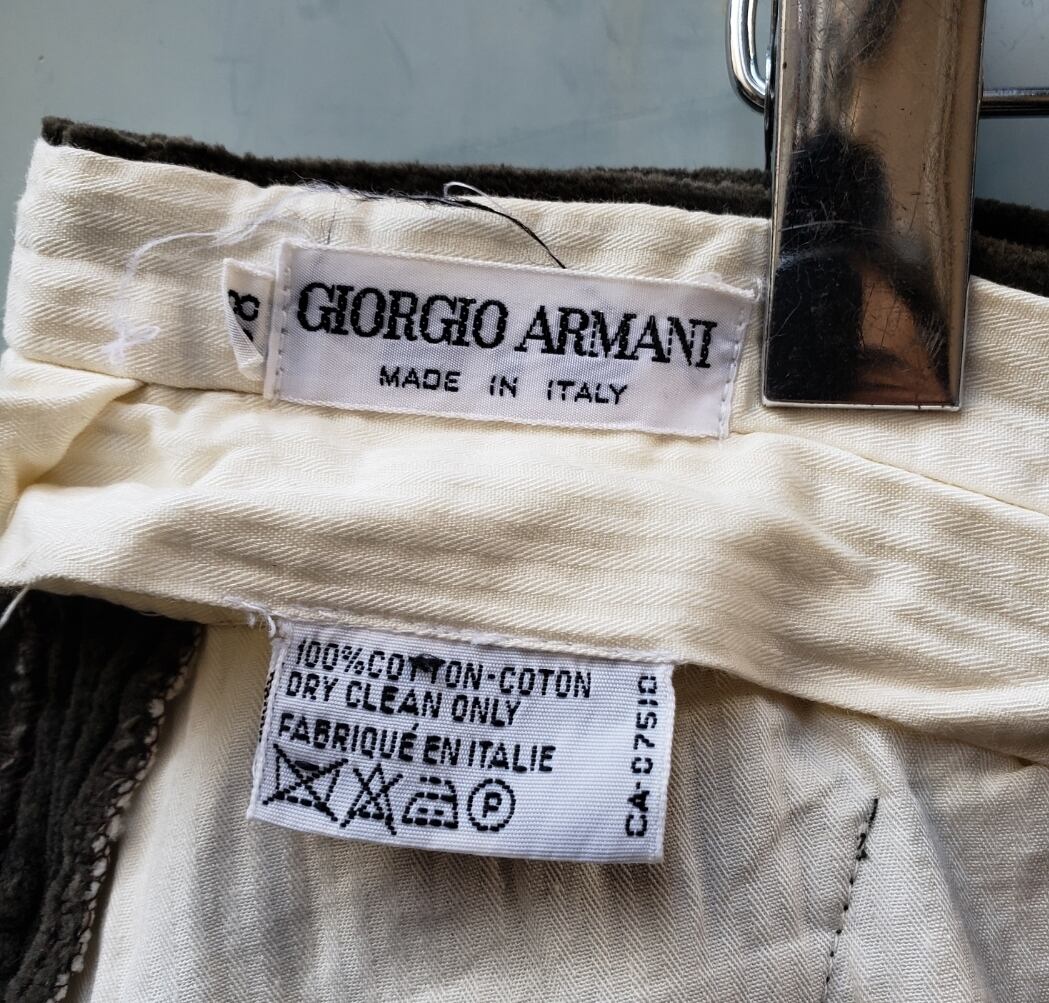 GIORGIO ARMANI
MADE IN ITALY
100%COTTON-COTON
DRY CLEAN ONLY
FABRIQUÉ EN ITALIE
P
CA-07510